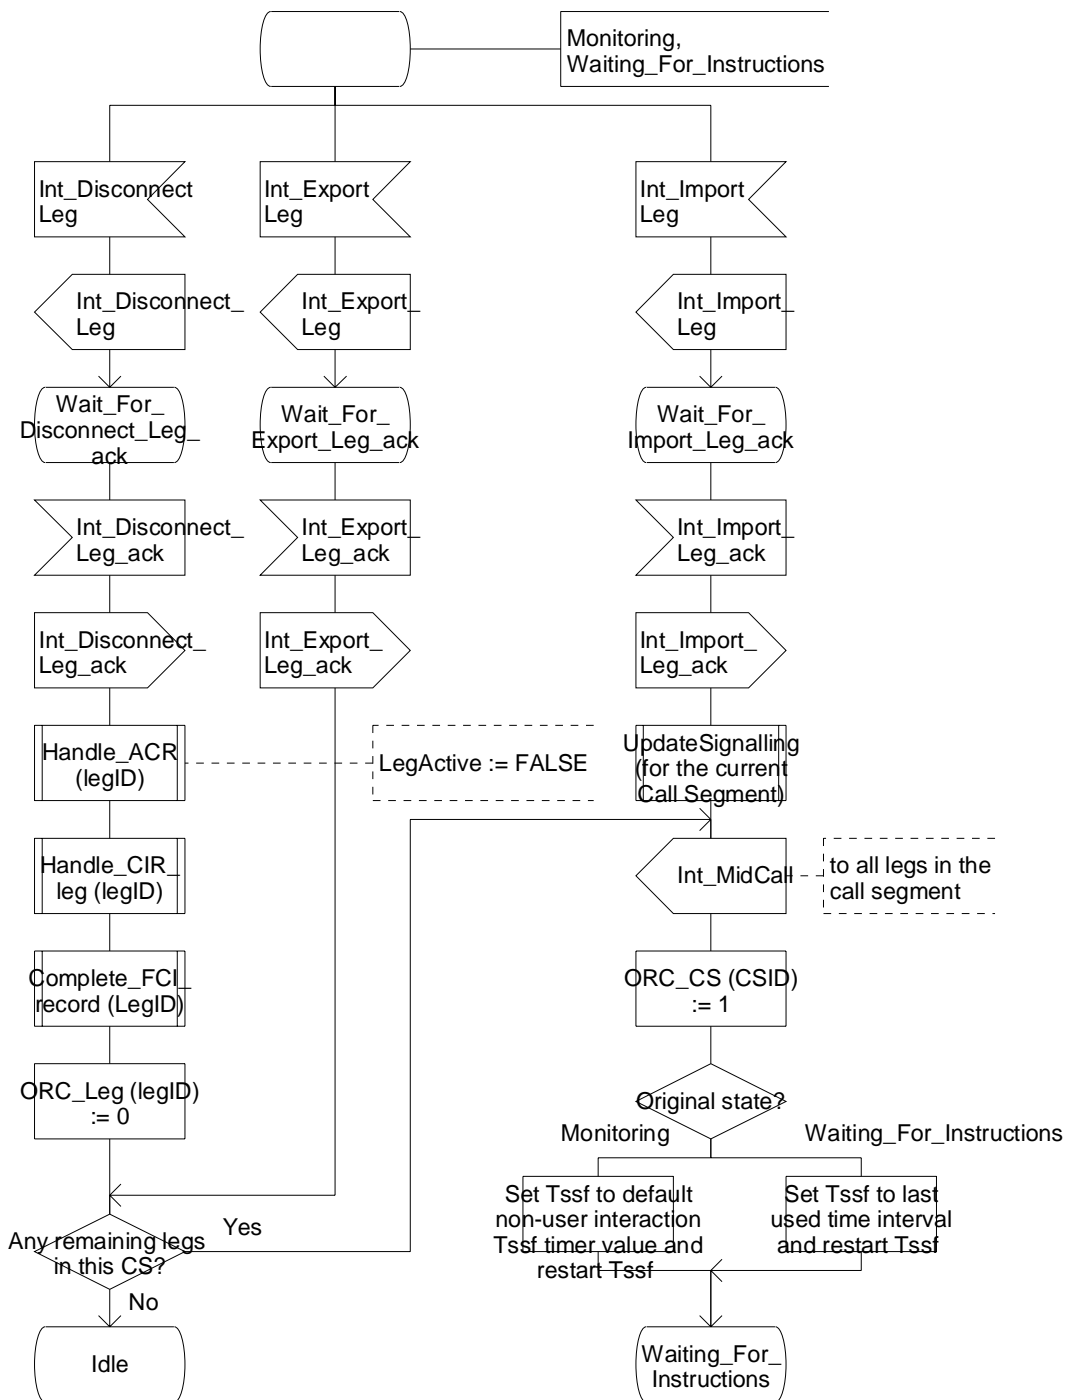 Monitoring,
Waiting_For_Instructions
Int_Disconnect
Leg
Int_Export
Leg
Int_Import
Leg
Int_Disconnect_
Leg
Int_Export_
Leg
Int_Import_
Leg
Wait_For_
Disconnect_Leg_
ack
Wait_For_
Export_Leg_ack
Wait_For_
Import_Leg_ack
Int_Disconnect_
Leg_ack
Int_Export_
Leg_ack
Int_Import_
Leg_ack
Int_Disconnect_
Leg_ack
Int_Export_
Leg_ack
Int_Import_
Leg_ack
Handle_ACR
(legID)
LegActive := FALSE
UpdateSignalling
(for the current
Call Segment)
Handle_CIR_
leg (legID)
Int_MidCall
to all legs in the
call segment
Complete_FCI_
record (LegID)
ORC_CS (CSID)
:= 1
ORC_Leg (legID)
:= 0
Original state?
Monitoring
Waiting_For_Instructions
Set Tssf to default
non-user interaction
Tssf timer value and
restart Tssf
Set Tssf to last
used time interval
and restart Tssf
Any remaining legs
in this CS?
Yes
No
Idle
Waiting_For_
Instructions